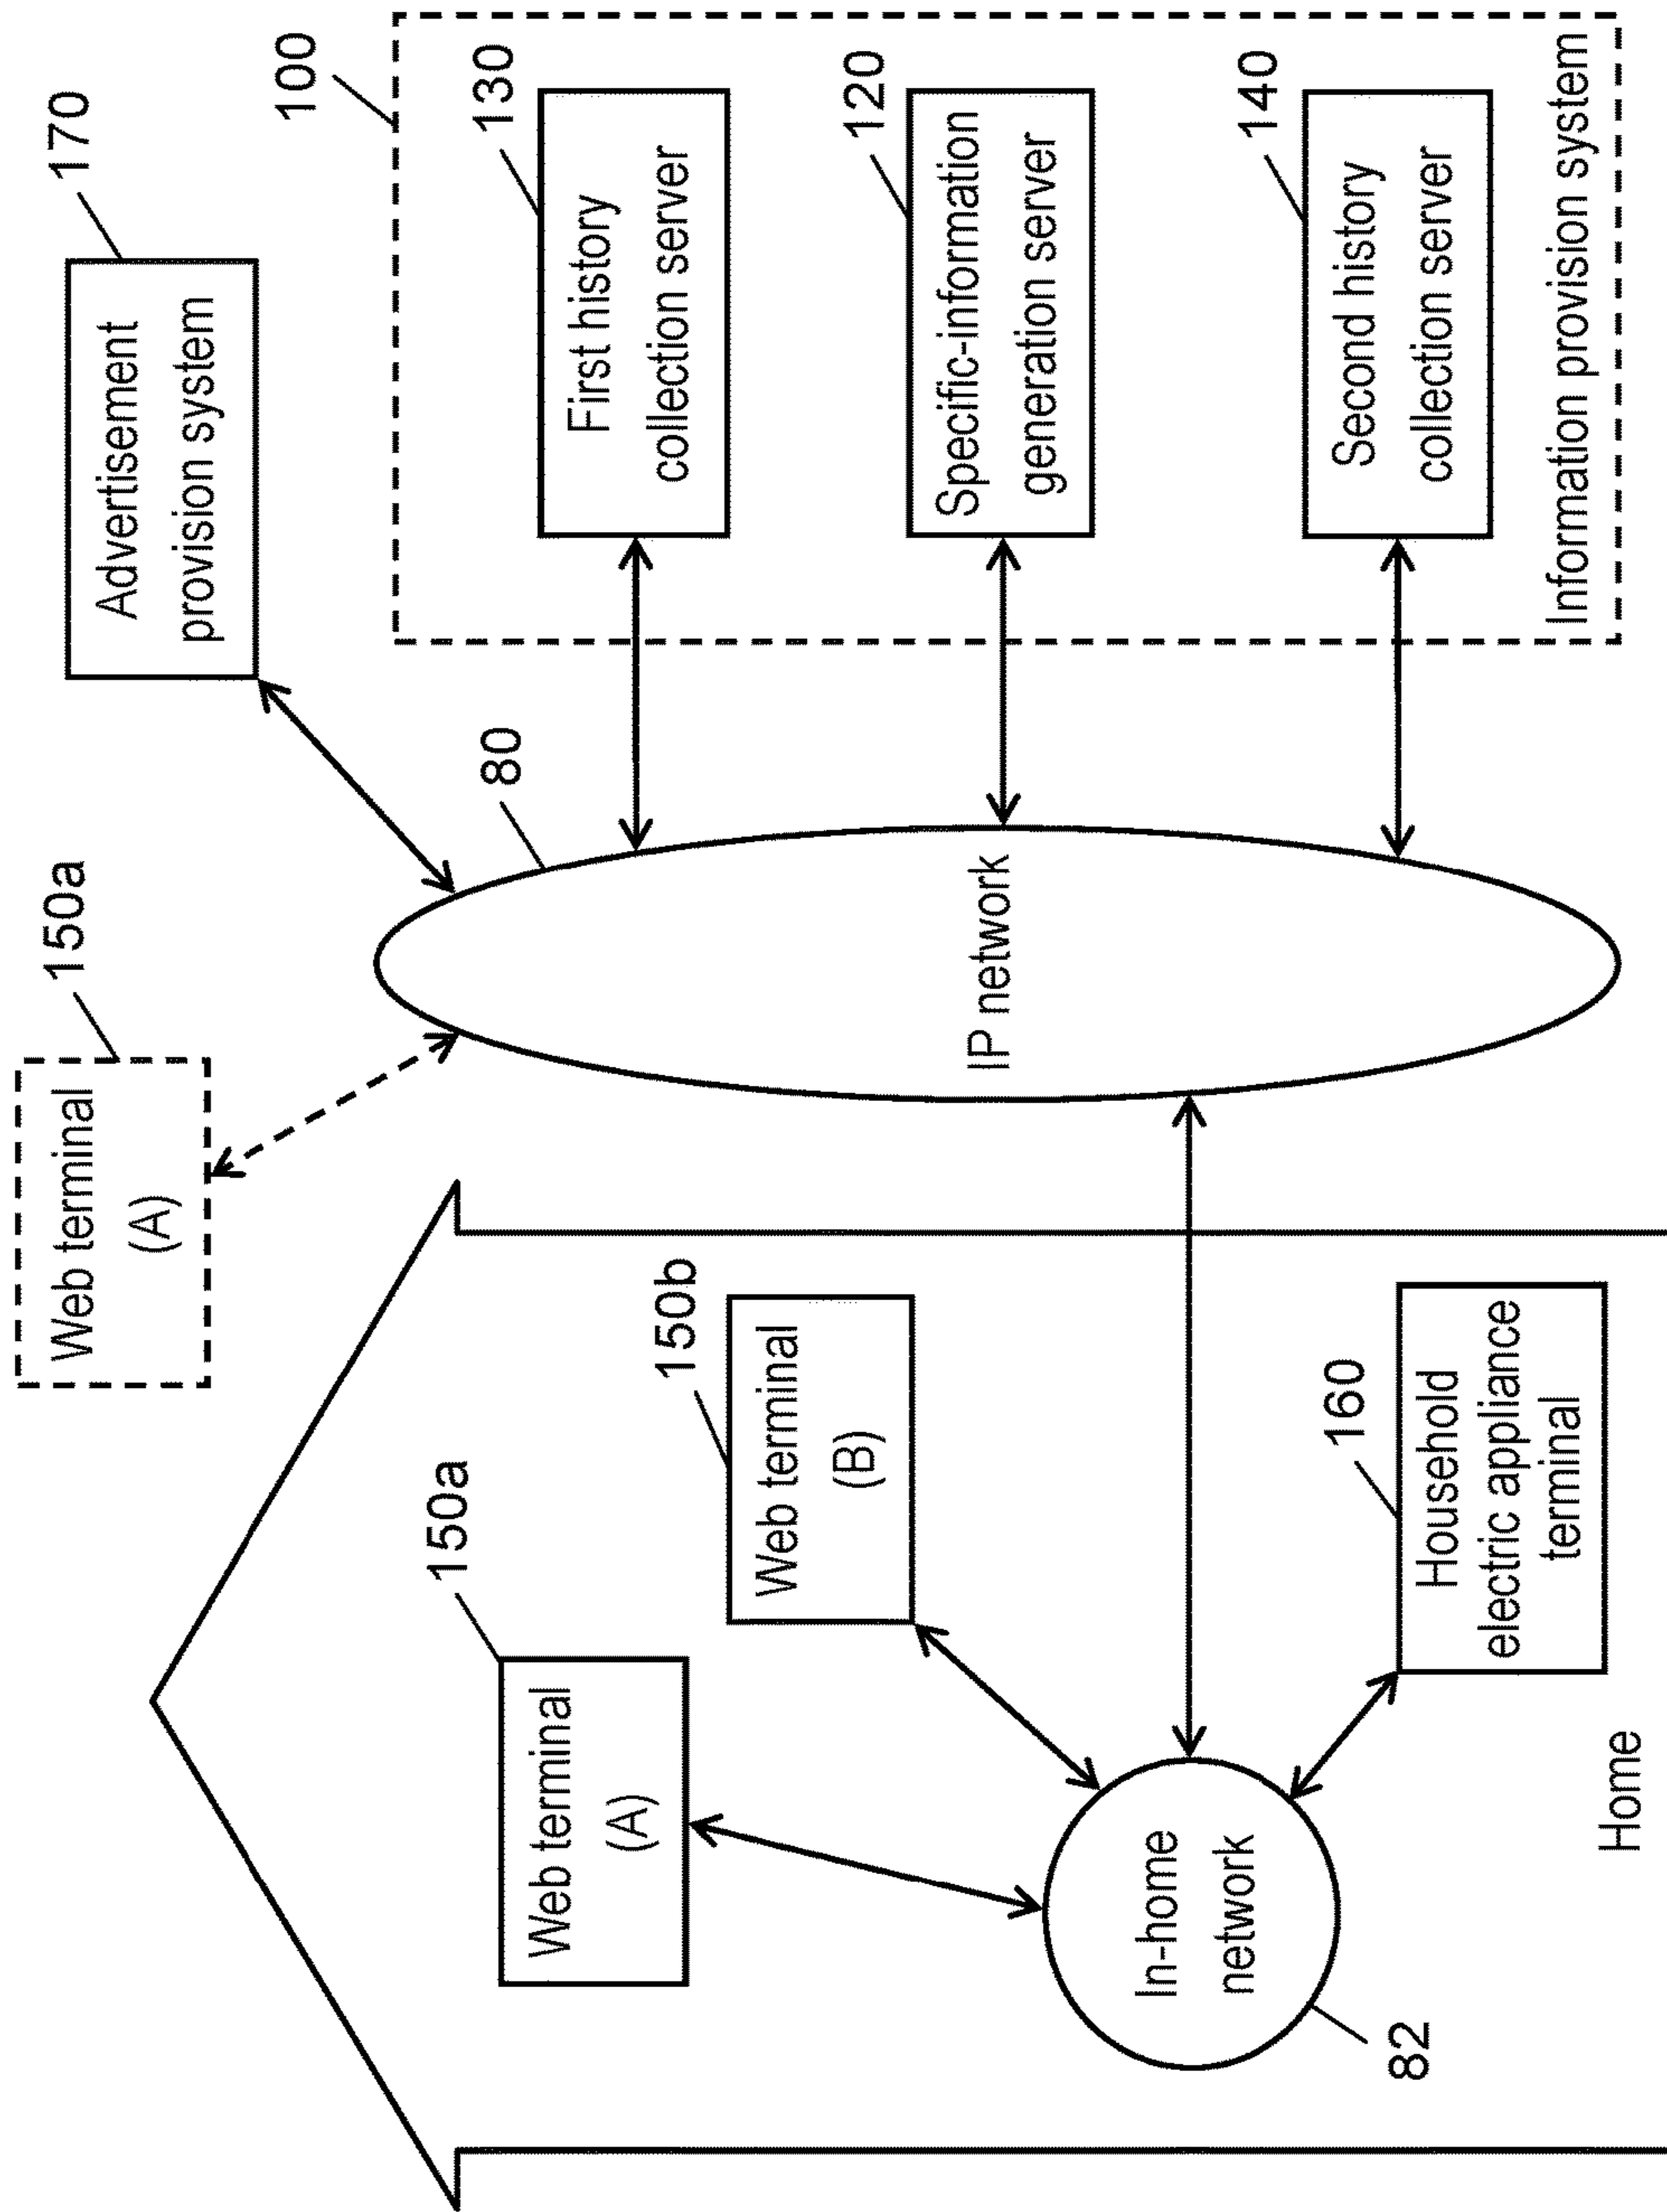 150a
Web terminal
(A)
170
Advertisement
provision system
100
130
First history
collection server
120
Specific-information
generation server
140
Second history
collection server
Information provision system
80
IP network
150a
Web terminal
(A)
150b
Web terminal
(B)
160
Household
electric appliance
terminal
In-home
network
82
Home